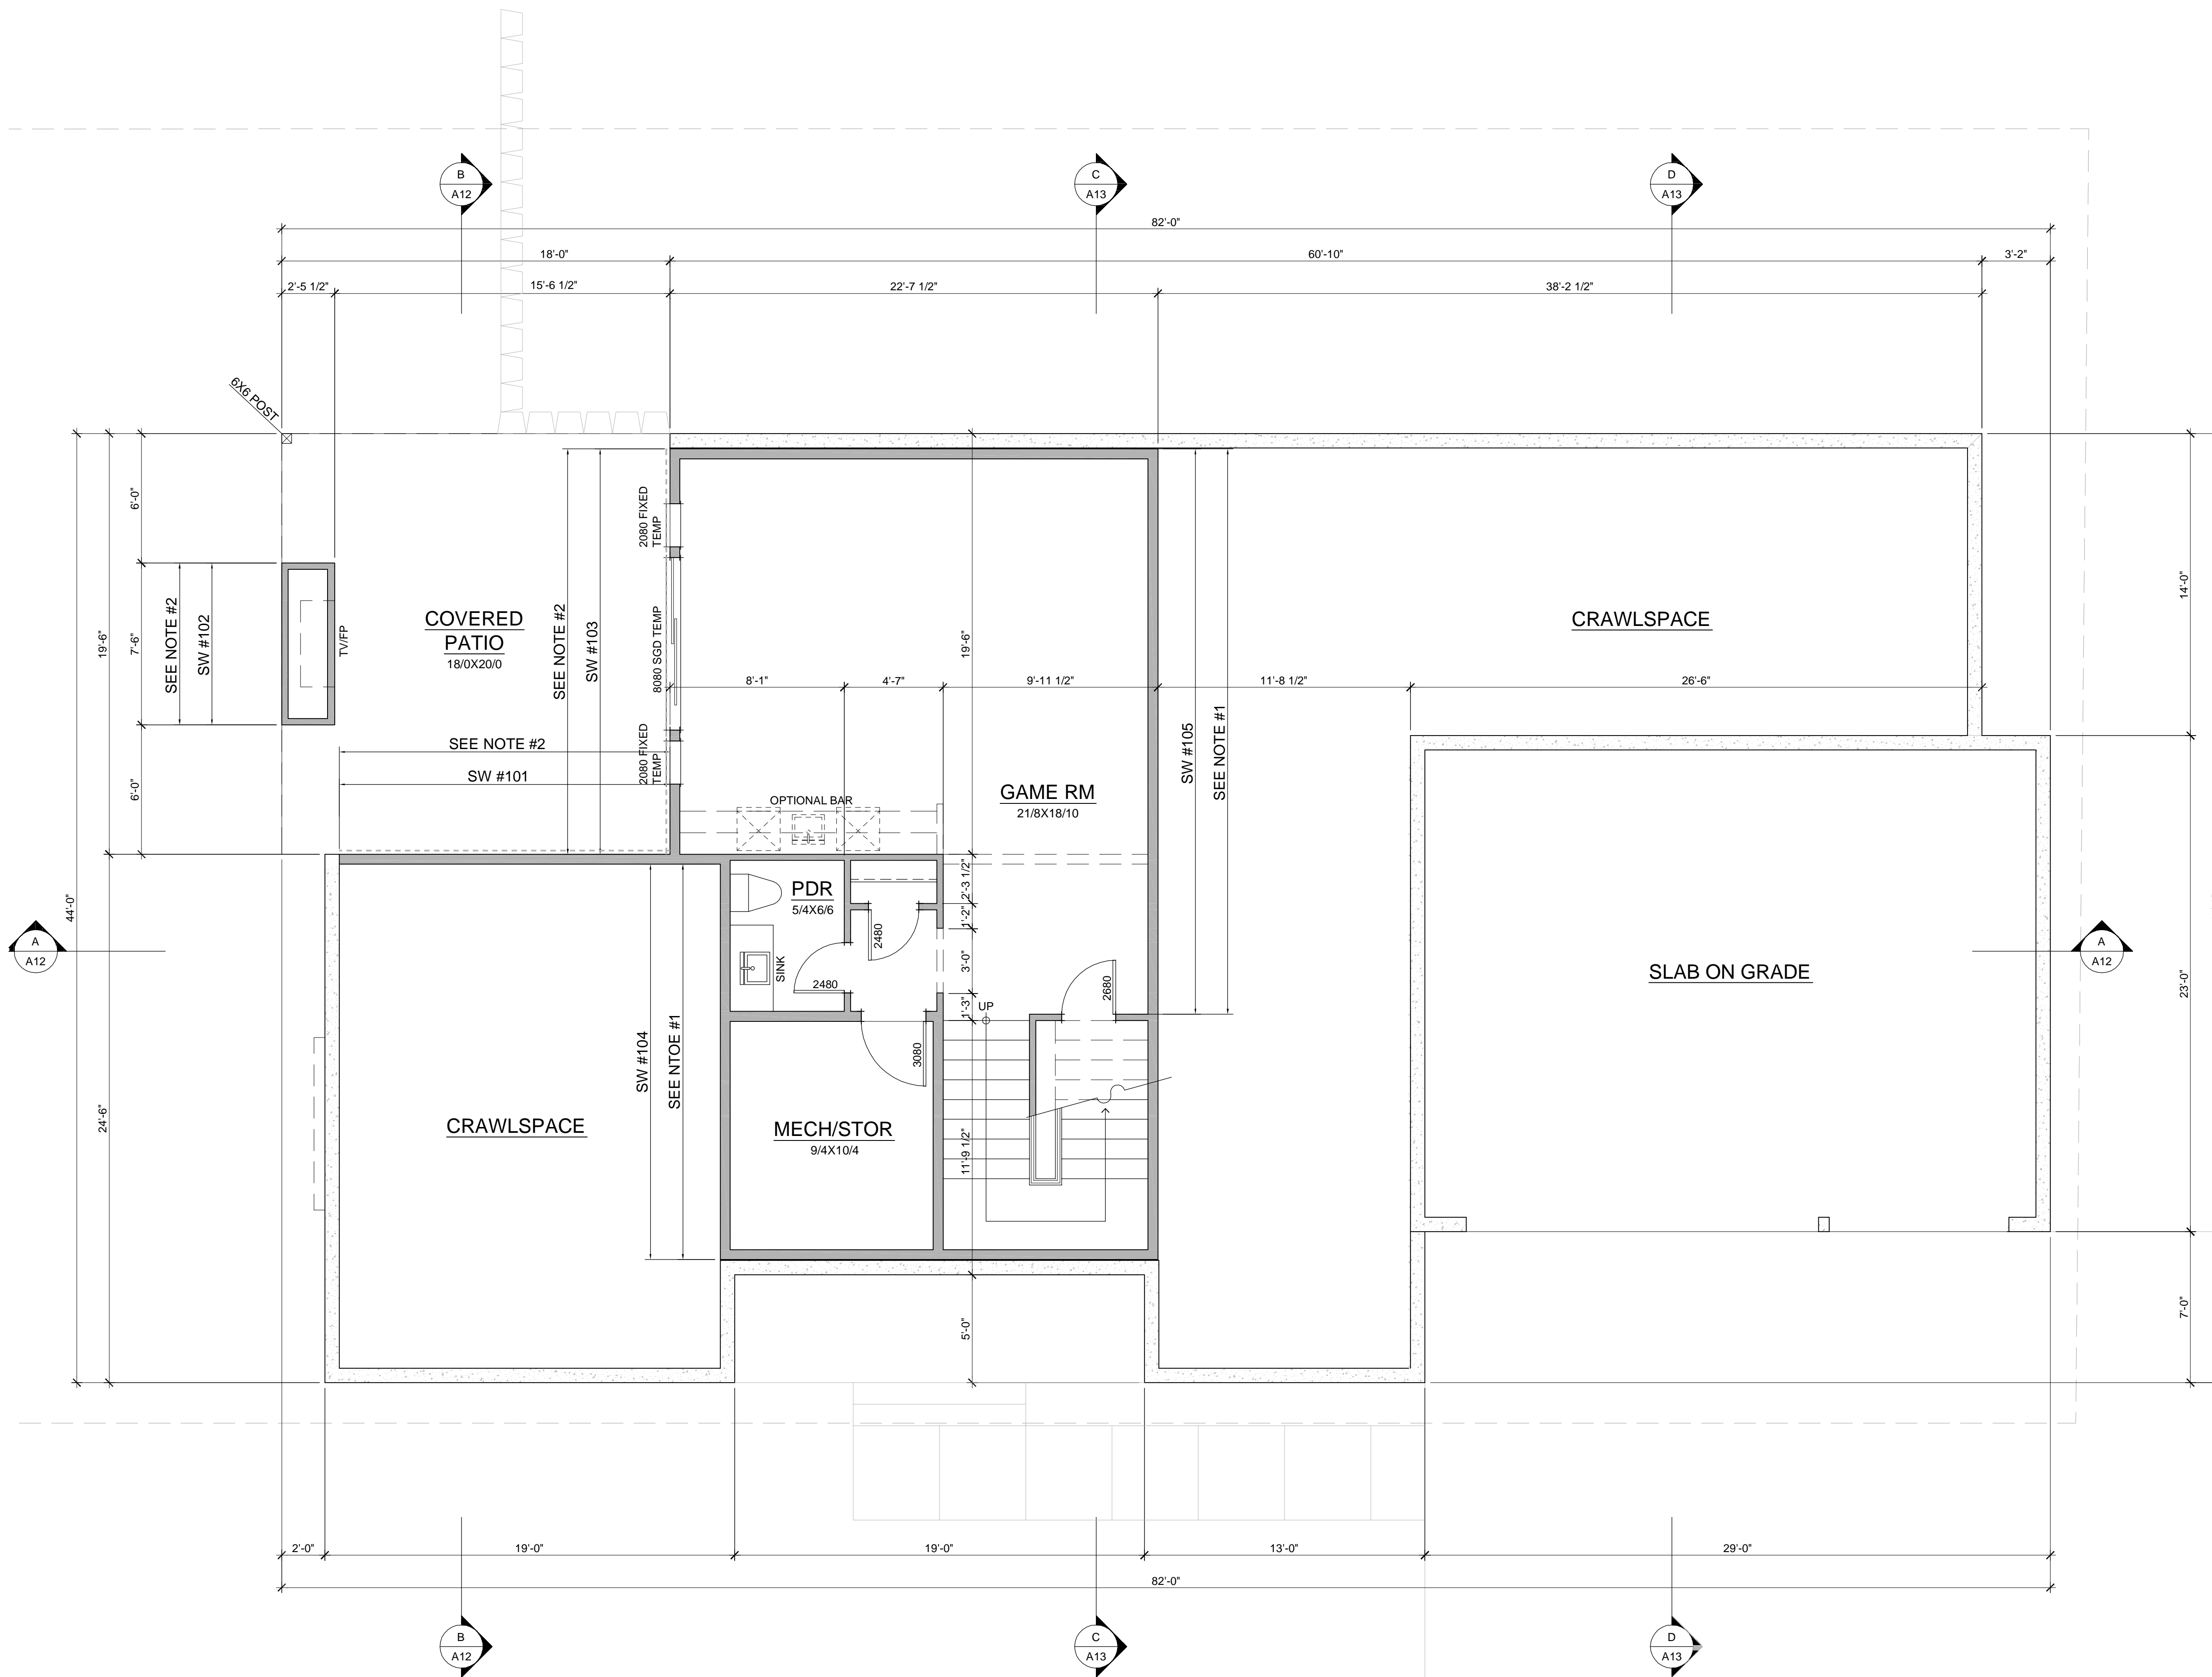 B
A12
C
A13
D
A13
82'-0"
18'-0"
60'-10"
3'-2"
2'-5 1/2"
15'-6 1/2"
22'-7 1/2"
38'-2 1/2"
6X6 POST
6'-0"
7'-6"
6'-0"
19'-6"
44'-0"
24'-6"
SEE NOTE #2
SW #102
TV/FP
COVERED
PATIO
18/0X20/0
SEE NOTE #2
SW #103
2080 FIXED
TEMP
8080 SGD TEMP
2080 FIXED
TEMP
SEE NOTE #2
SW #101
19'-6"
8'-1"
4'-7"
9'-11 1/2"
11'-8 1/2"
26'-6"
OPTIONAL BAR
GAME RM
21/8X18/10
SW #105
SEE NOTE #1
CRAWLSPACE
14'-0"
23'-0"
7'-0"
PDR
5/4X6/6
SINK
2480
2480
2'-3 1/2"
1'-2"
3'-0"
1'-3"
UP
2680
3080
11'-9 1/2"
5'-0"
SW #104
SEE NTOE #1
CRAWLSPACE
MECH/STOR
9/4X10/4
SLAB ON GRADE
A
A12
A
A12
2'-0"
19'-0"
19'-0"
13'-0"
29'-0"
82'-0"
B
A12
C
A13
D
A13